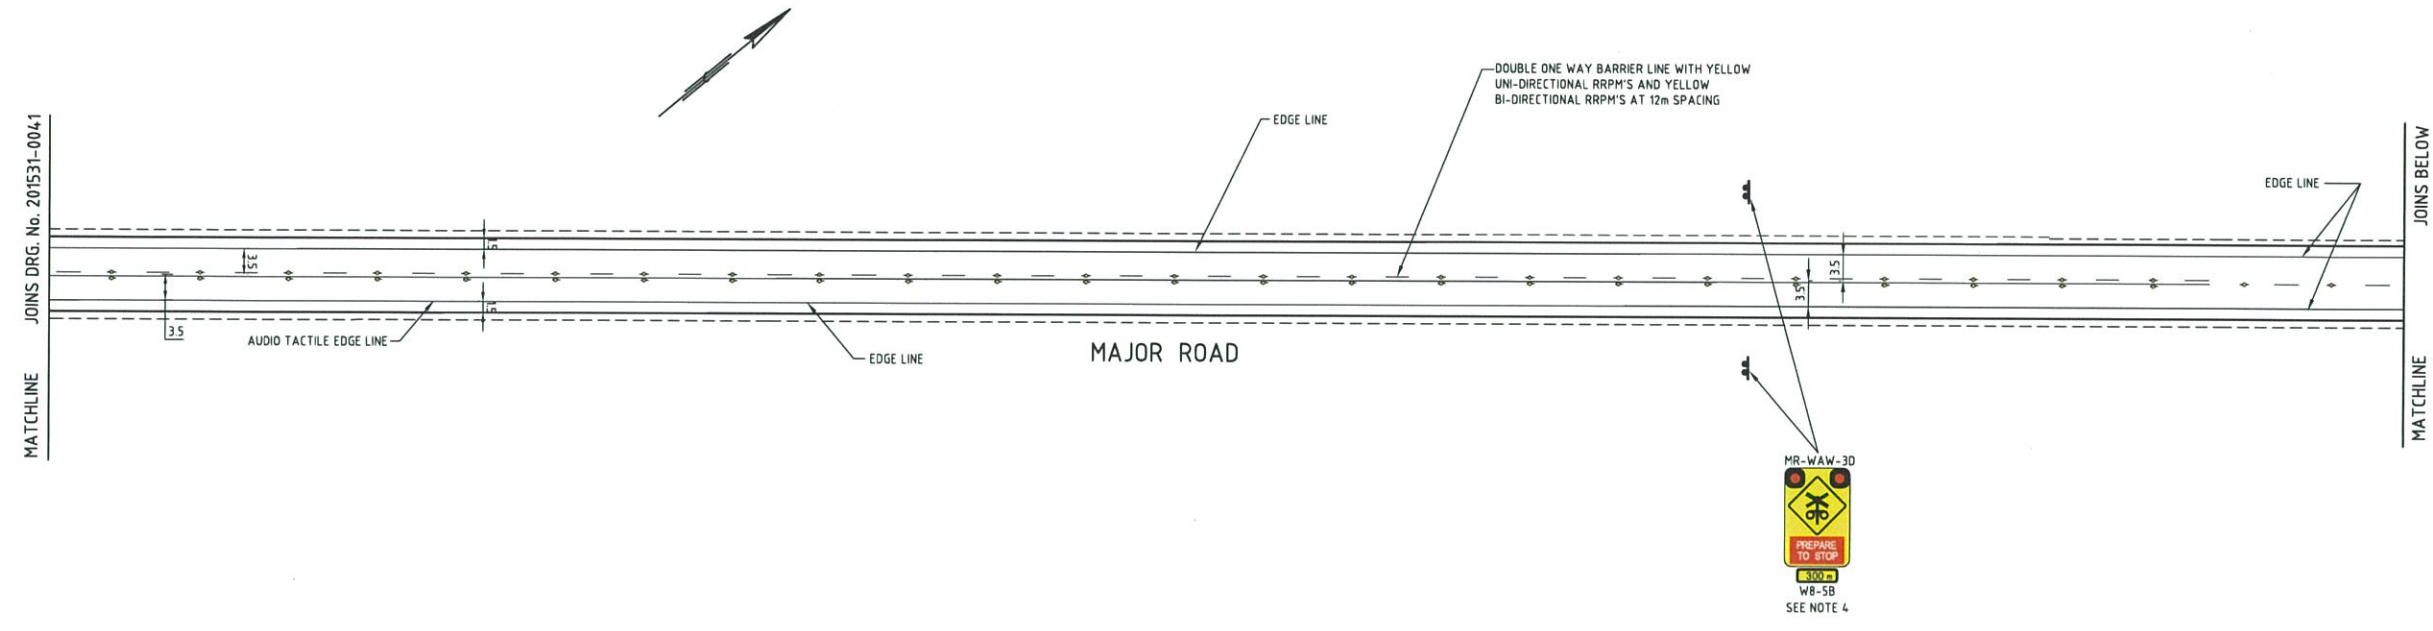 DOUBLE ONE WAY BARRIER LINE WITH YELLOW
UNI-DIRECTIONAL RRPM'S AND YELLOW
BI-DIRECTIONAL RRPM'S AT 12m SPACING
EDGE LINE
JOINS DRG. No. 201531-0041
MATCHLINE
JOINS BELOW
MATCHLINE
EDGE LINE
1.5
3.5
3.5
3.5
1.5
3.5
AUDIO TACTILE EDGE LINE
EDGE LINE
MAJOR ROAD
MR-WAW-3D
PREPARE
TO STOP
300 m
W8-5B
SEE NOTE 4